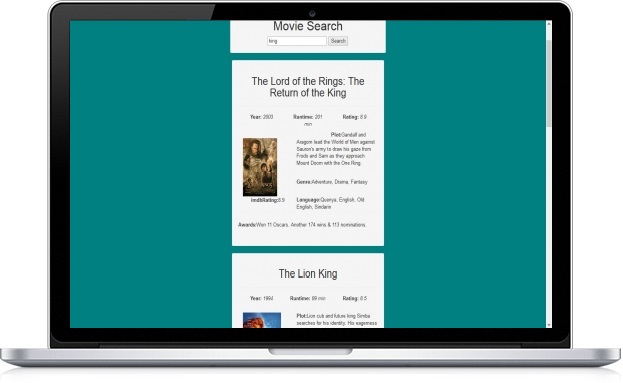 Movie Search
king Search
The Lord of the Rings: The
Return of the King
Year: 2003 Runtime: 201 Rating: 8.9
min
Plot:Gandalf and
Aragorn lead the World of Men against
Sauron's army to draw his gaze from
Frodo and Sam as they approach
Mount Doom with the One Ring.
Genre:Adventure, Drama, Fantasy
imdbRating:8.9
Language:Quenya, English, Old
English, Sindarin
Awards:Won 11 Oscars. Another 174 wins & 113 nominations.
The Lion King
Year: 1994 Runtime: 89 min Rating: 8.5
Plot:Lion cub and future king Simba
searches for his identity. His eagerness